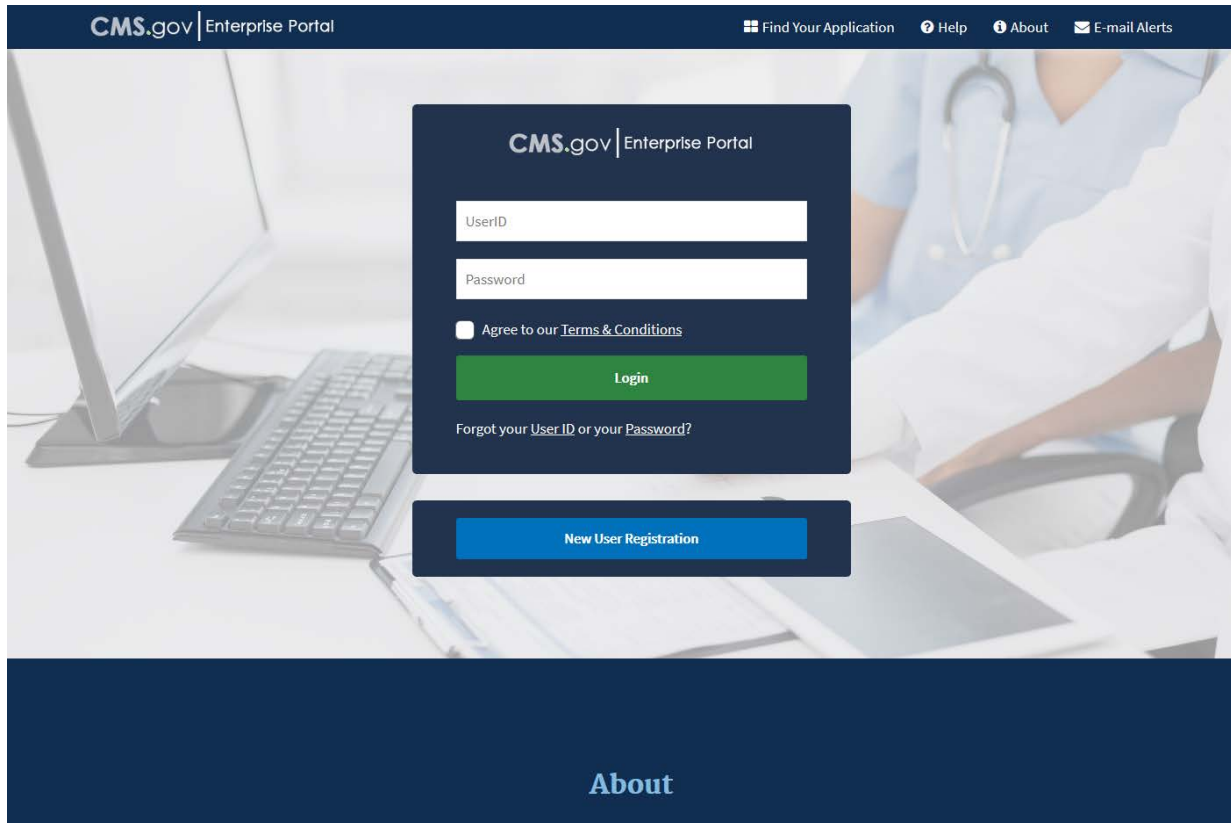 CMS.gov Enterprise Portal Find Your Application Help About E-mail Alerts
CMS.gov Enterprise Portal
UserID
Password
Agree to our Terms & Conditions
Login
Forgot your User ID or your Password?
New User Registration
About